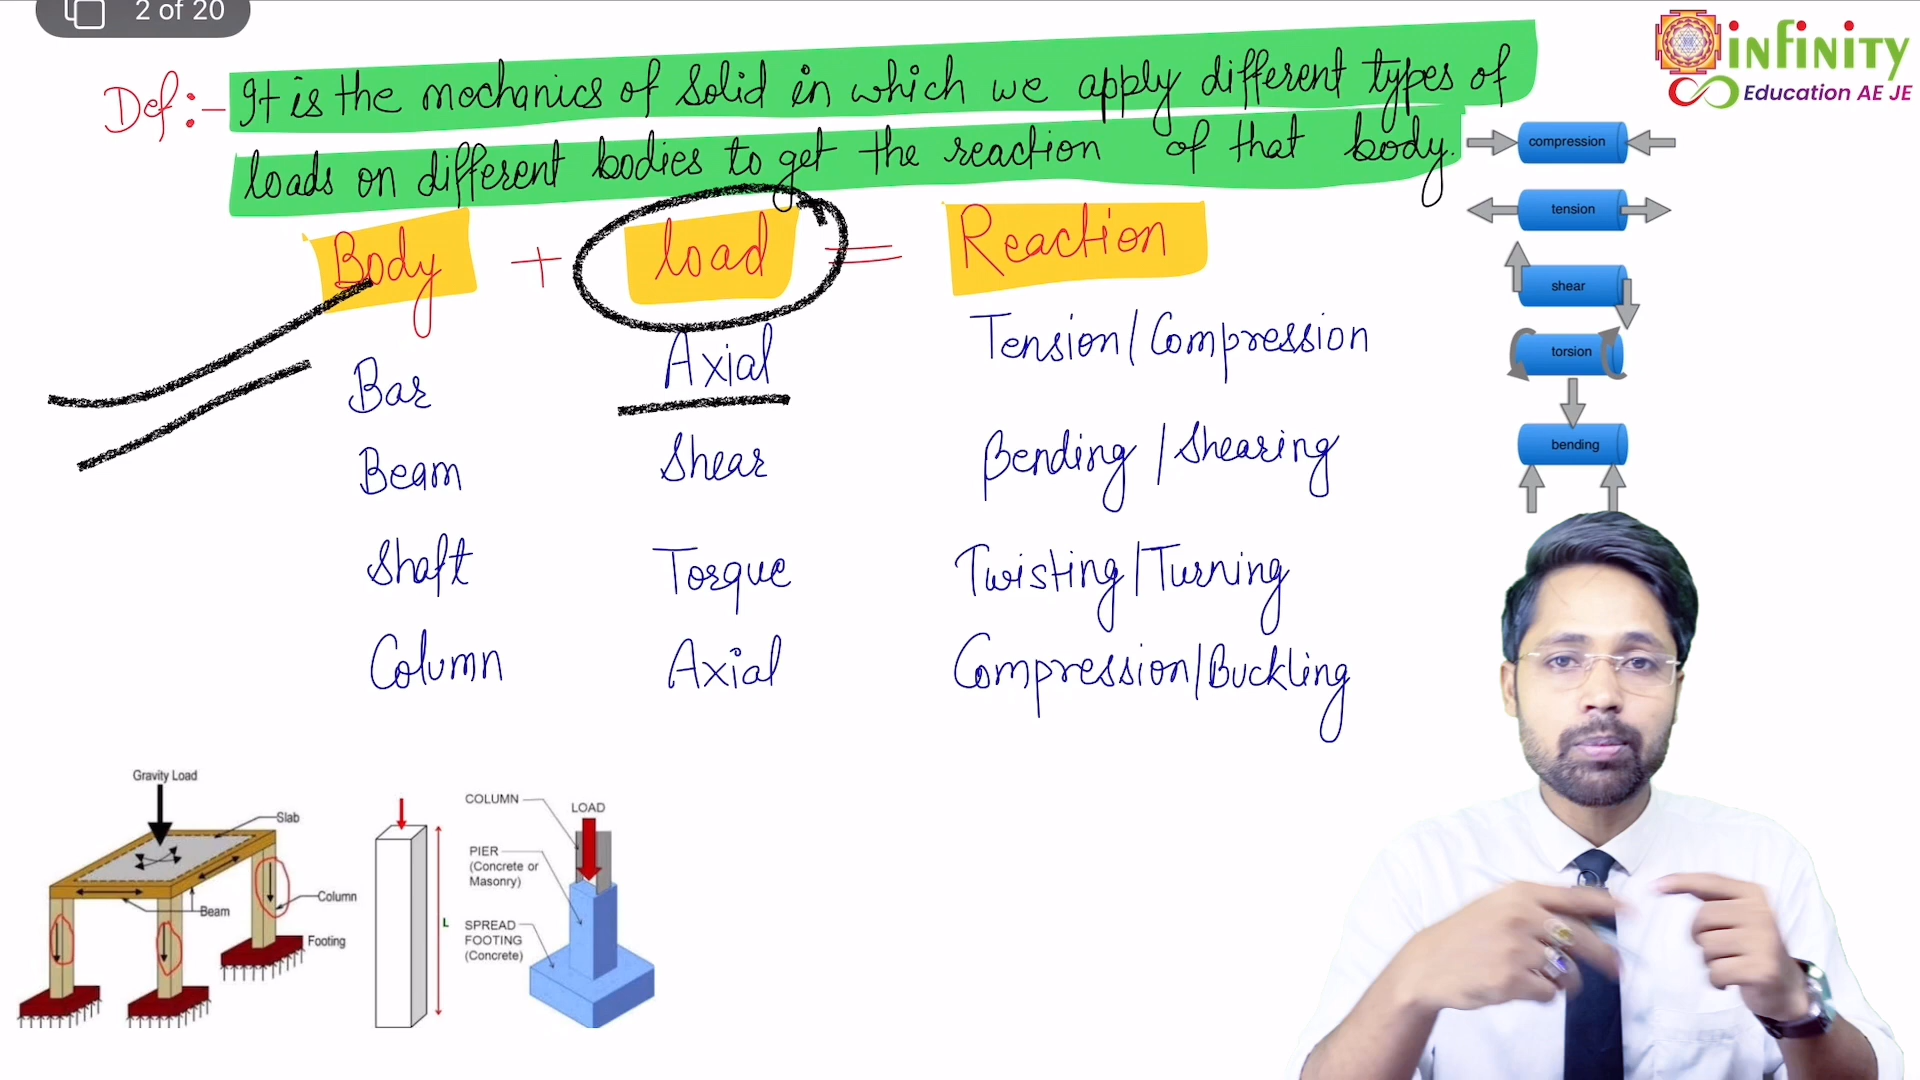 2 of 20
infinity
Education AE JE
Def:- It is the mechanics of Solid in which we apply different types of
loads on different bodies to get the reaction of that body.
Body + load = Reaction
Bar Axial Tension/Compression
Beam Shear Bending/Shearing
Shaft Torque Twisting/Turning
Column Axial Compression/Buckling
compression
tension
shear
torsion
bending
Gravity Load
Slab
Column
Beam
Footing
L
COLUMN
LOAD
PIER
(Concrete or
Masonry)
SPREAD
FOOTING
(Concrete)